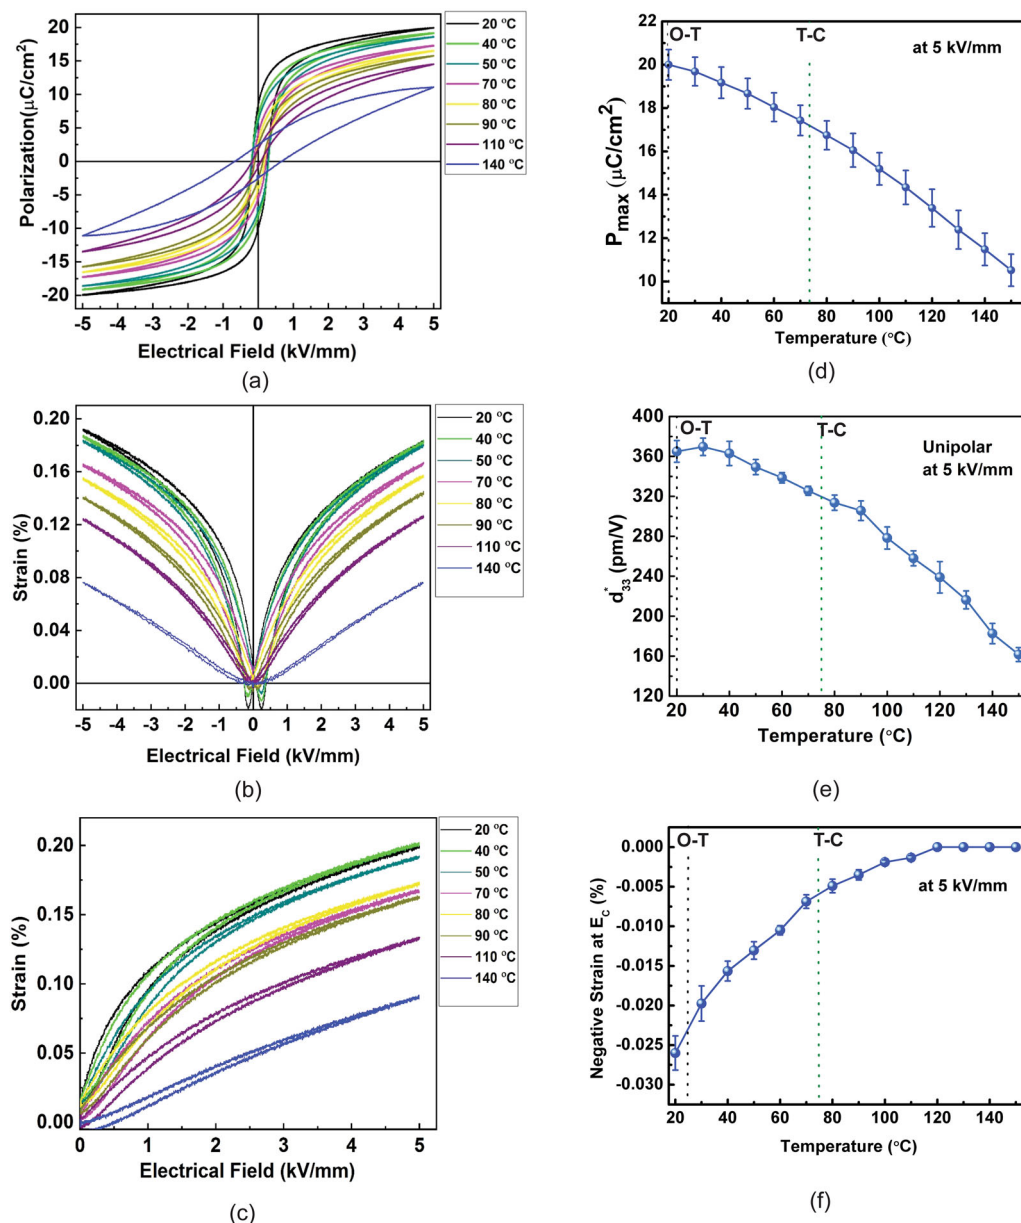 20
15
10
5
0
-5
-10
-15
-20
Polarization(μC/cm²)
-5 -4 -3 -2 -1 0 1 2 3 4 5
Electrical Field (kV/mm)
20 °C
40 °C
50 °C
70 °C
80 °C
90 °C
110 °C
140 °C
(a)
O-T
T-C
at 5 kV/mm
22
20
18
16
14
12
10
Pmax (μC/cm²)
20 40 60 80 100 120 140
Temperature (°C)
(d)
0.20
0.16
0.12
0.08
0.04
0.00
Strain (%)
-5 -4 -3 -2 -1 0 1 2 3 4 5
Electrical Field (kV/mm)
20 °C
40 °C
50 °C
70 °C
80 °C
90 °C
110 °C
140 °C
(b)
O-T
T-C
Unipolar
at 5 kV/mm
400
360
320
280
240
200
160
120
d*33 (pm/V)
20 40 60 80 100 120 140
Temperature (°C)
(e)
0.20
0.15
0.10
0.05
0.00
Strain (%)
0 1 2 3 4 5
Electrical Field (kV/mm)
20 °C
40 °C
50 °C
70 °C
80 °C
90 °C
110 °C
140 °C
(c)
O-T
T-C
at 5 kV/mm
0.000
-0.005
-0.010
-0.015
-0.020
-0.025
-0.030
Negative Strain at EC (%)
20 40 60 80 100 120 140
Temperature (°C)
(f)